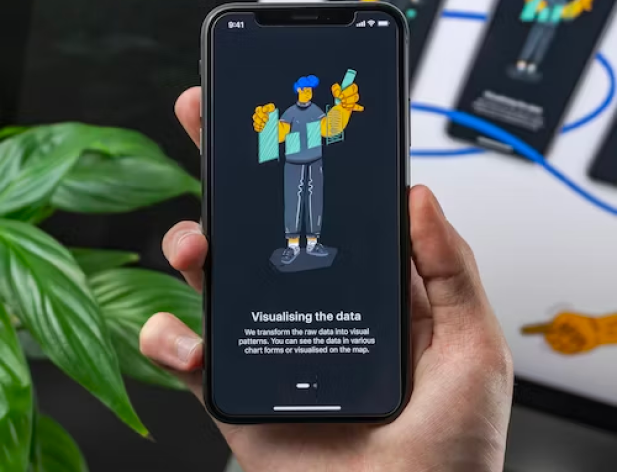 9:41
Visualising the data
We transform the raw data into visual
patterns. You can see the data in various
chart forms or visualised on the map.